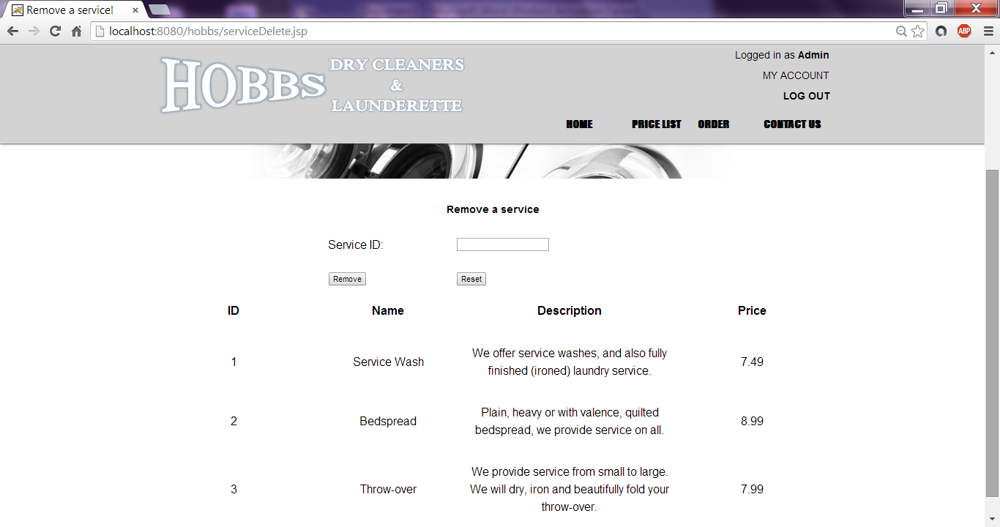 Remove a service!
localhost:8080/hobbs/serviceDelete.jsp
ABP
HOBBS
DRY CLEANERS
&
LAUNDERETTE
Logged in as Admin
MY ACCOUNT
LOG OUT
HOME PRICE LIST ORDER CONTACT US
Remove a service
Service ID:
Remove Reset
ID Name Description Price
1 Service Wash We offer service washes, and also fully
finished (ironed) laundry service. 7.49
2 Bedspread Plain, heavy or with valence, quilted
bedspread, we provide service on all. 8.99
3 Throw-over We provide service from small to large.
We will dry, iron and beautifully fold your
throw-over. 7.99